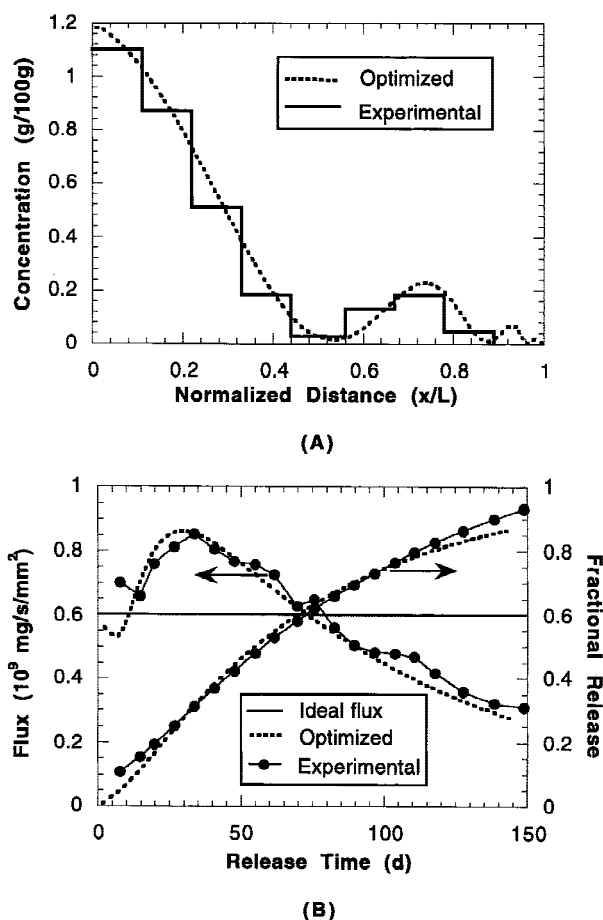 1.2
1
0.8
0.6
0.4
0.2
0
Concentration (g/100g)
Optimized
Experimental
0 0.2 0.4 0.6 0.8 1
Normalized Distance (x/L)
(A)
1
0.8
0.6
0.4
0.2
0
Flux (10⁹ mg/s/mm²)
1
0.8
0.6
0.4
0.2
0
Fractional Release
Ideal flux
Optimized
Experimental
0 50 100 150
Release Time (d)
(B)